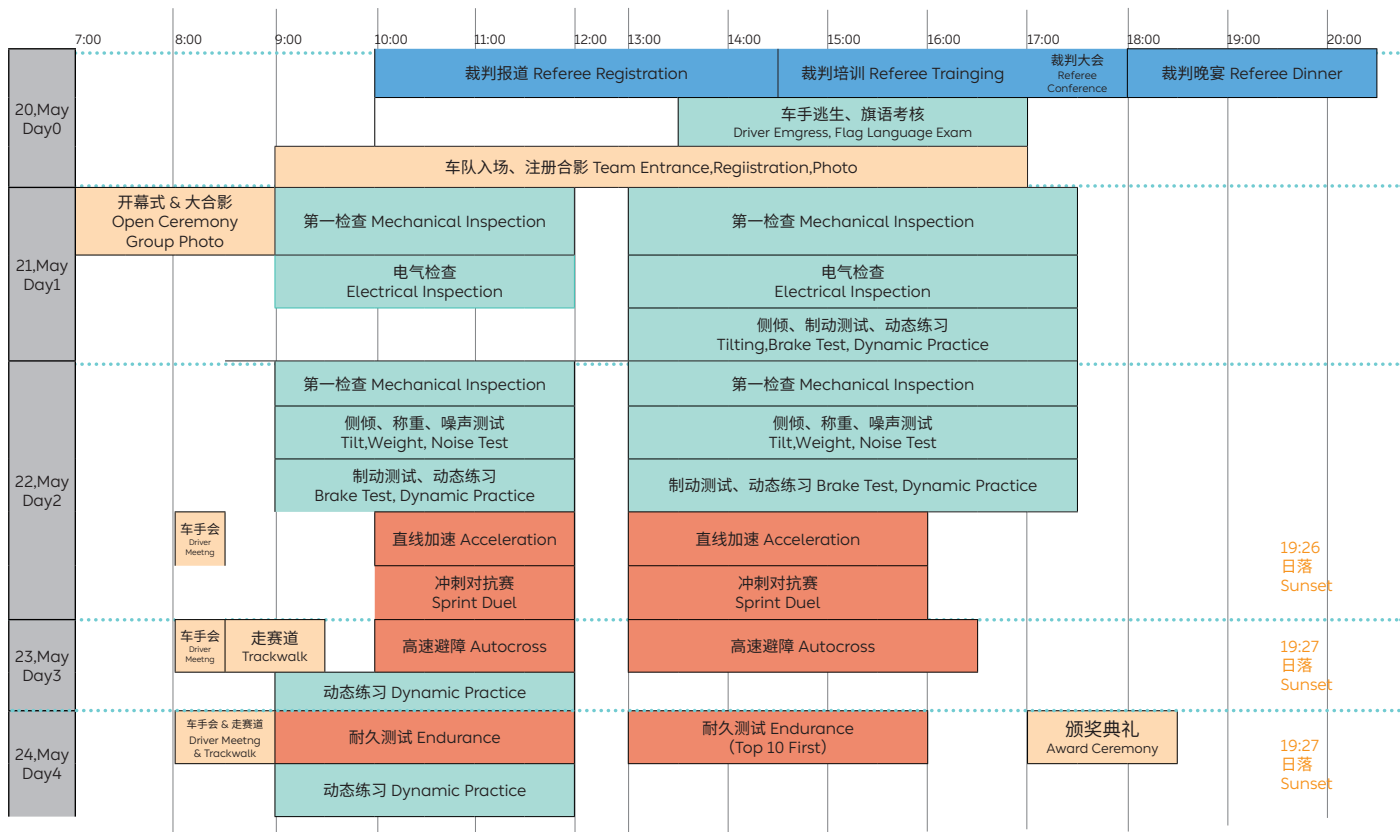 7:00
8:00
9:00
10:00
11:00
12:00
13:00
14:00
15:00
16:00
17:00
18:00
19:00
20:00
20,May
Day0
裁判报道 Referee Registration
裁判培训 Referee Trainging
裁判大会
Referee
Conference
裁判晚宴 Referee Dinner
车手逃生、旗语考核
Driver Emgress, Flag Language Exam
车队入场、注册合影 Team Entrance,Regiistration,Photo
21,May
Day1
开幕式 & 大合影
Open Ceremony
Group Photo
第一检查 Mechanical Inspection
第一检查 Mechanical Inspection
电气检查
Electrical Inspection
电气检查
Electrical Inspection
侧倾、制动测试、动态练习
Tilting,Brake Test, Dynamic Practice
22,May
Day2
第一检查 Mechanical Inspection
第一检查 Mechanical Inspection
侧倾、称重、噪声测试
Tilt,Weight, Noise Test
侧倾、称重、噪声测试
Tilt,Weight, Noise Test
制动测试、动态练习
Brake Test, Dynamic Practice
制动测试、动态练习 Brake Test, Dynamic Practice
车手会
Driver
Meetng
直线加速 Acceleration
直线加速 Acceleration
冲刺对抗赛
Sprint Duel
冲刺对抗赛
Sprint Duel
19:26
日落
Sunset
23,May
Day3
车手会
Driver
Meetng
走赛道
Trackwalk
高速避障 Autocross
高速避障 Autocross
动态练习 Dynamic Practice
19:27
日落
Sunset
24,May
Day4
车手会 & 走赛道
Driver Meetng
& Trackwalk
耐久测试 Endurance
耐久测试 Endurance
(Top 10 First)
颁奖典礼
Award Ceremony
动态练习 Dynamic Practice
19:27
日落
Sunset